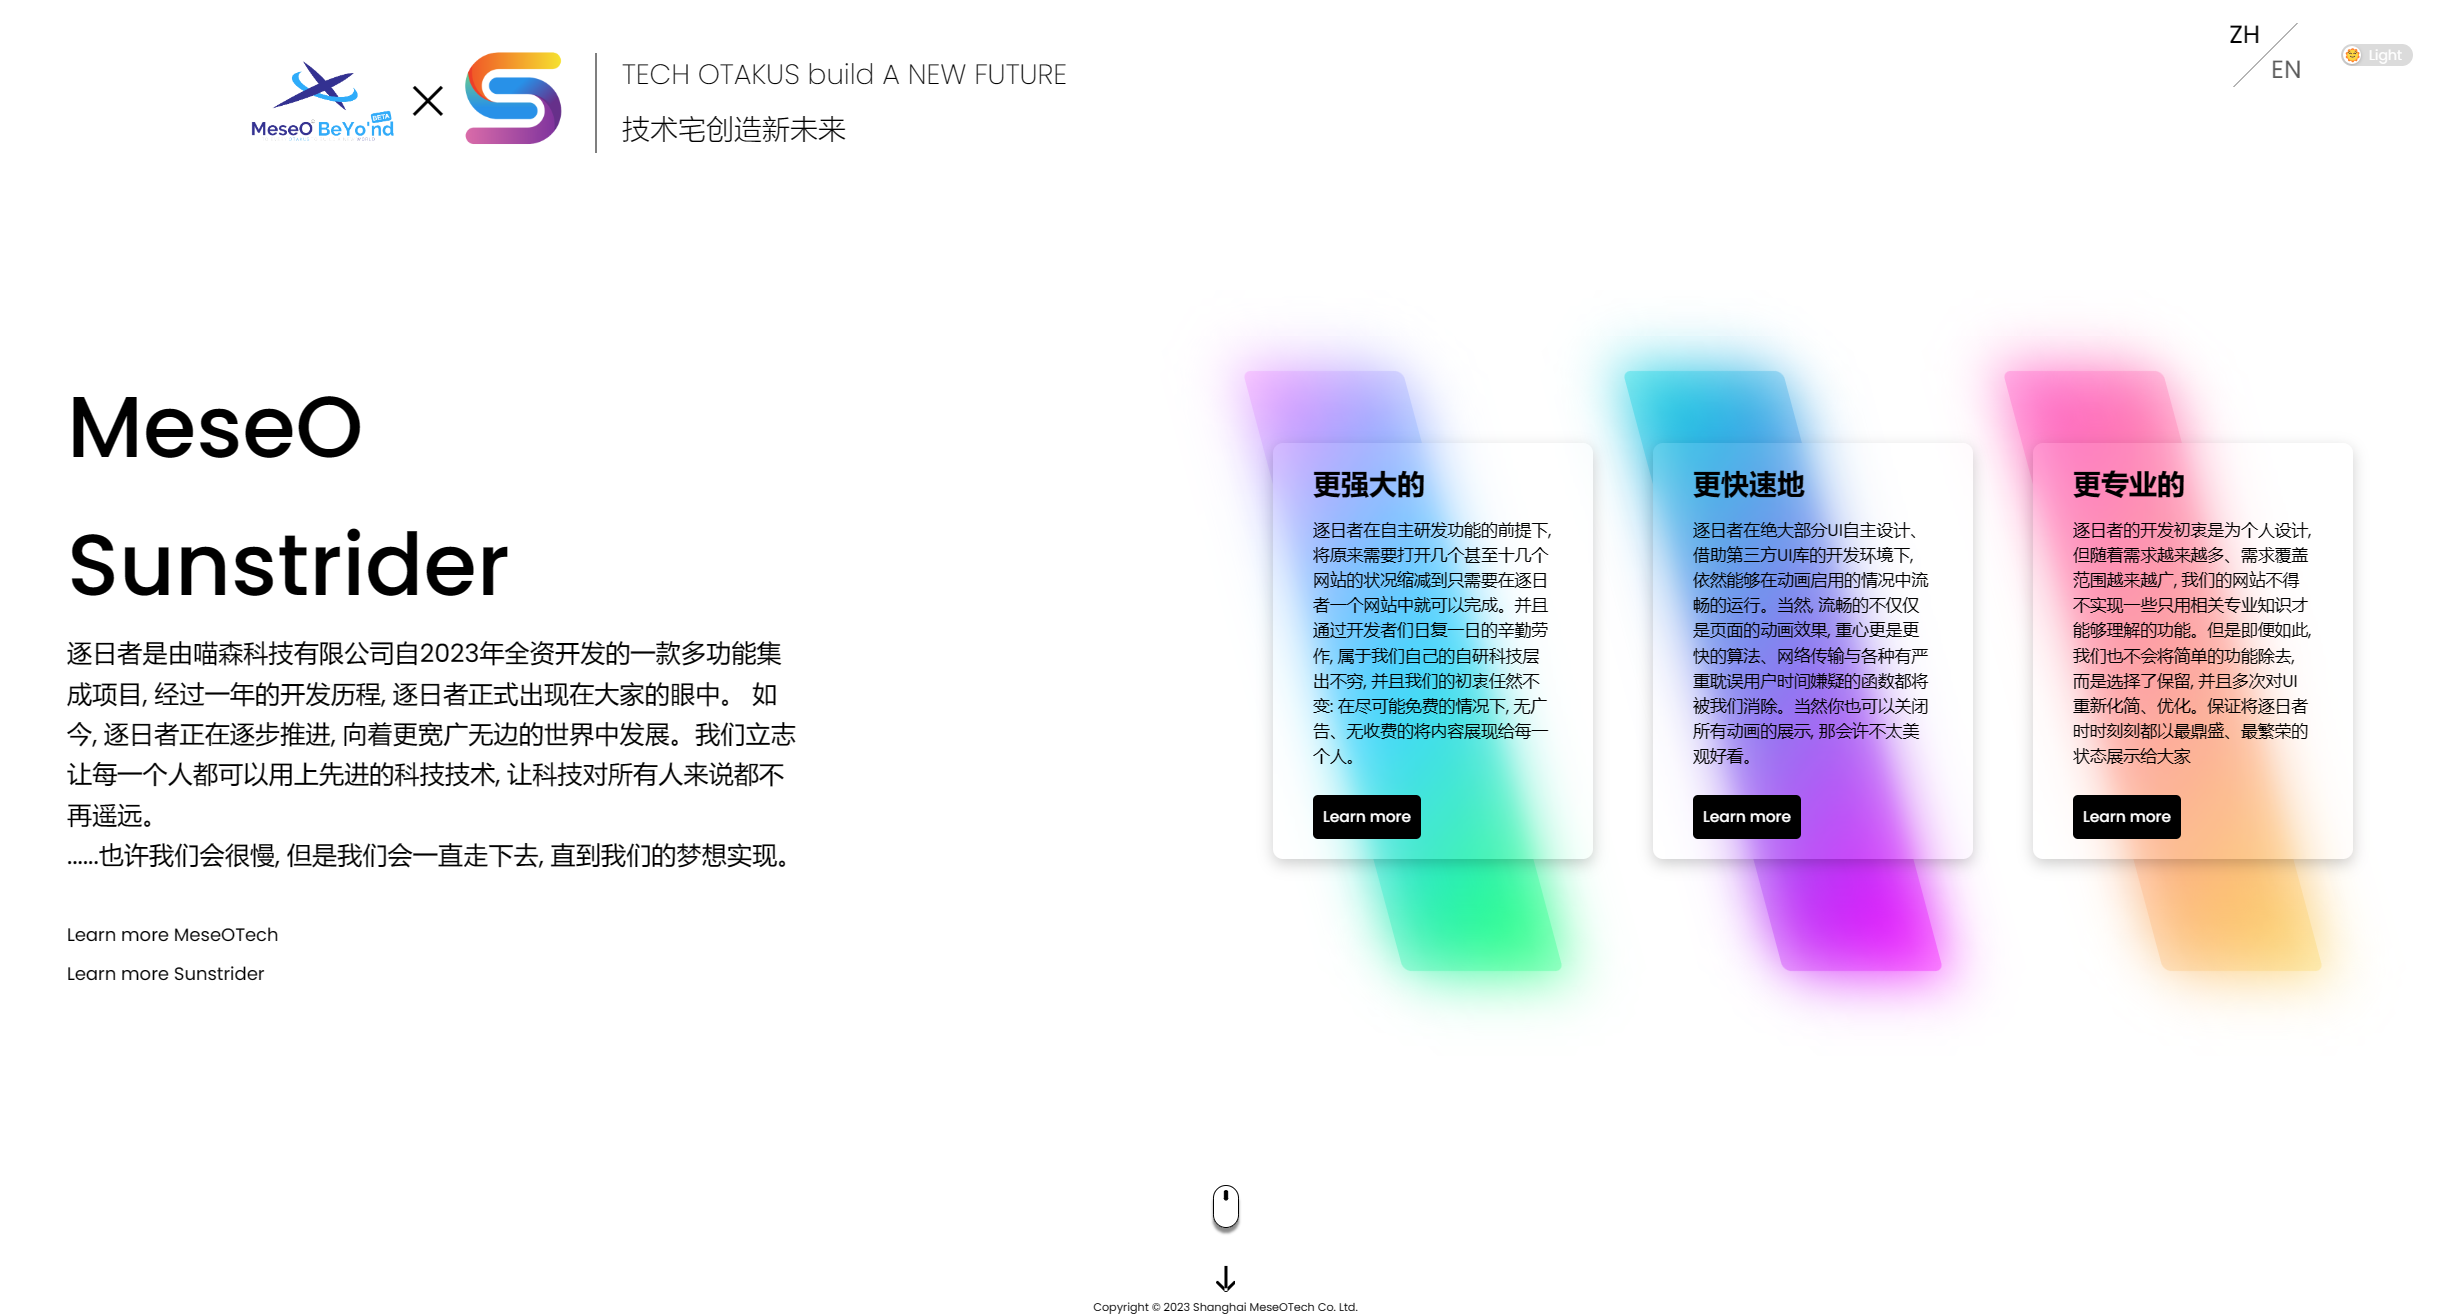 MeseO BeYo'nd
BETA
TECH OTAKUS build A NEW FUTURE
技术宅创造新未来
ZH
EN
Light
MeseO
Sunstrider
逐日者是由喵森科技有限公司自2023年全资开发的一款多功能集
成项目, 经过一年的开发历程, 逐日者正式出现在大家的眼中。 如
今, 逐日者正在逐步推进, 向着更宽广无边的世界中发展。我们立志
让每一个人都可以用上先进的科技技术, 让科技对所有人来说都不
再遥远。
......也许我们会很慢, 但是我们会一直走下去, 直到我们的梦想实现。
Learn more MeseOTech
Learn more Sunstrider
更强大的
逐日者在自主研发功能的前提下,
将原来需要打开几个甚至十几个
网站的状况缩减到只需要在逐日
者一个网站中就可以完成。并且
通过开发者们日复一日的辛勤劳
作, 属于我们自己的自研科技层
出不穷, 并且我们的初衷任然不
变: 在尽可能免费的情况下, 无广
告、无收费的将内容展现给每一
个人。
Learn more
更快速地
逐日者在绝大部分UI自主设计、
借助第三方UI库的开发环境下,
依然能够在动画启用的情况中流
畅的运行。当然, 流畅的不仅仅
是页面的动画效果, 重心更是更
快的算法、网络传输与各种有严
重耽误用户时间嫌疑的函数都将
被我们消除。当然你也可以关闭
所有动画的展示, 那会许不太美
观好看。
Learn more
更专业的
逐日者的开发初衷是为个人设计,
但随着需求越来越多、需求覆盖
范围越来越广, 我们的网站不得
不实现一些只用相关专业知识才
能够理解的功能。但是即便如此,
我们也不会将简单的功能除去,
而是选择了保留, 并且多次对UI
重新化简、优化。保证将逐日者
时时刻刻都以最鼎盛、最繁荣的
状态展示给大家
Learn more
Copyright © 2023 Shanghai MeseOTech Co. Ltd.